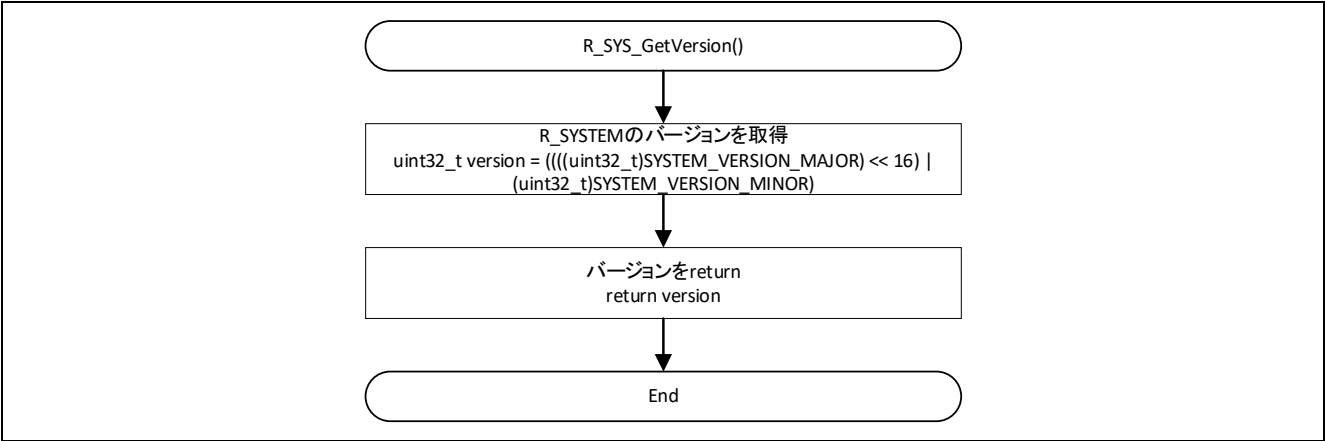 R_SYS_GetVersion()
R_SYSTEMのバージョンを取得
uint32_t version = ((((uint32_t)SYSTEM_VERSION_MAJOR) << 16) |
(uint32_t)SYSTEM_VERSION_MINOR)
バージョンをreturn
return version
End